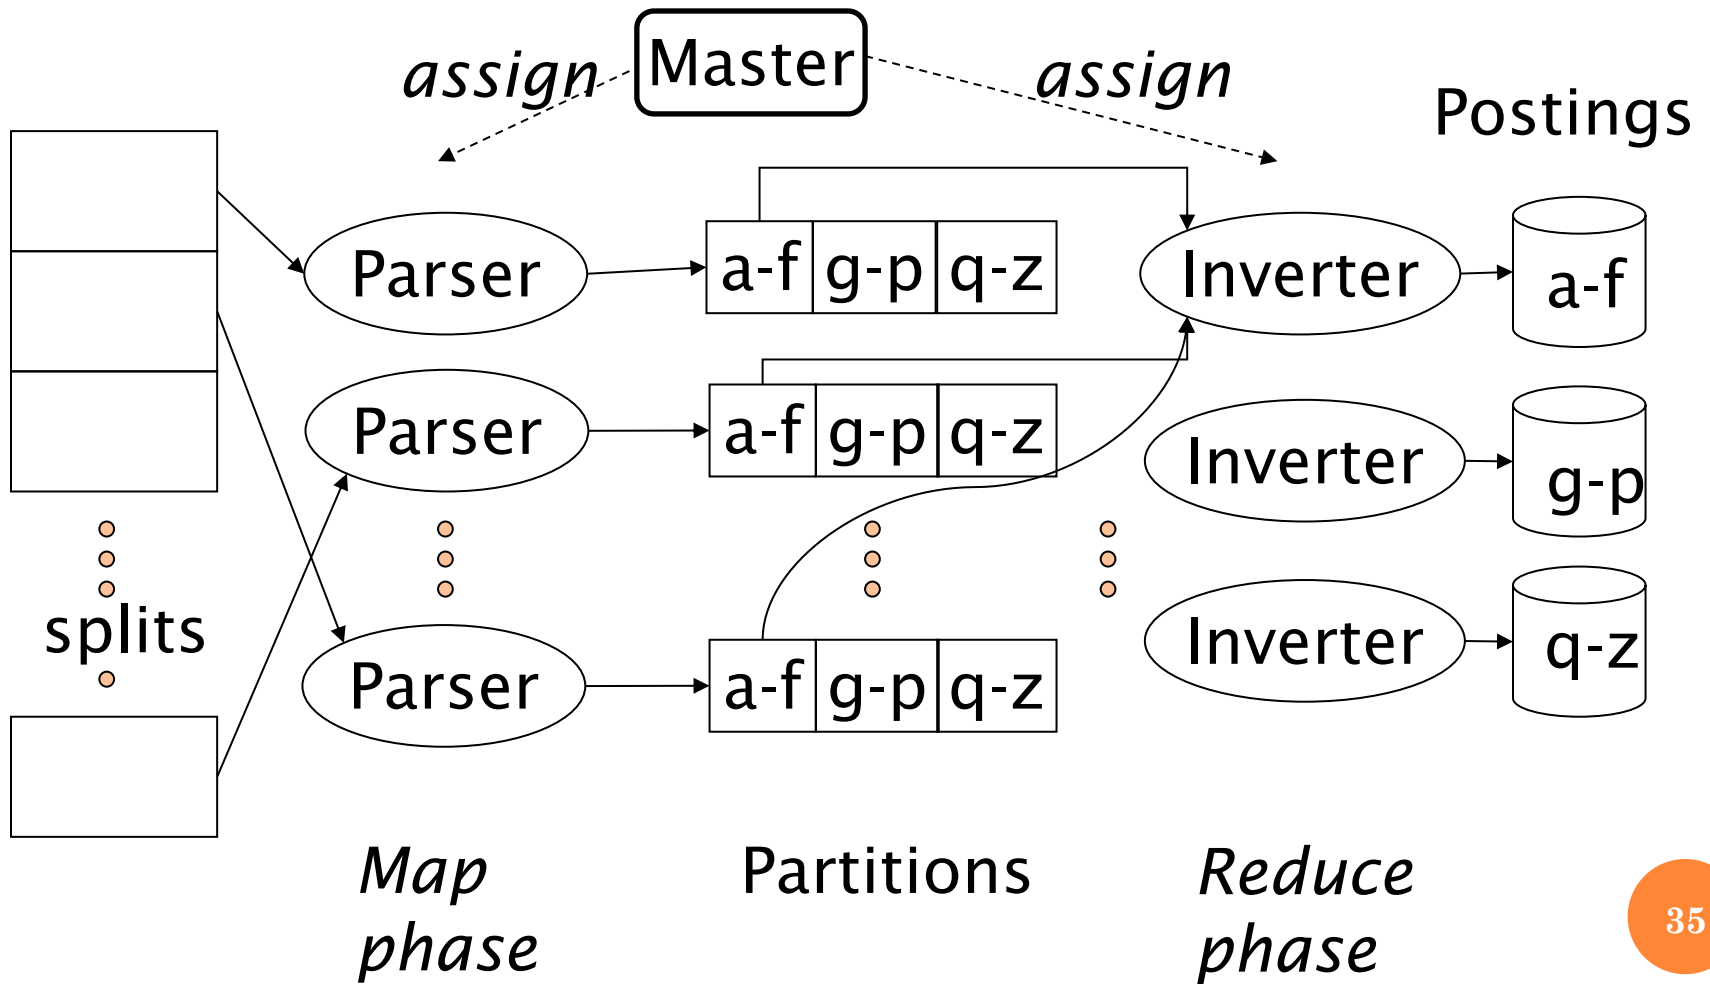 Master
assign
assign
Postings
Parser
a-f g-p q-z
Inverter
a-f
Parser
a-f g-p q-z
Inverter
g-p
splits
Parser
a-f g-p q-z
Inverter
q-z
Map
phase
Partitions
Reduce
phase
35